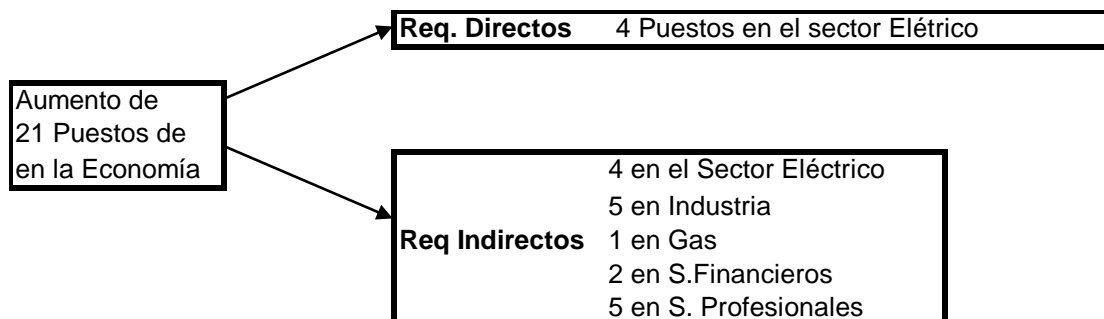 Req. Directos 4 Puestos en el sector Elétrico
Aumento de
21 Puestos de
en la Economía
4 en el Sector Eléctrico
5 en Industria
Req Indirectos 1 en Gas
2 en S.Financieros
5 en S. Profesionales